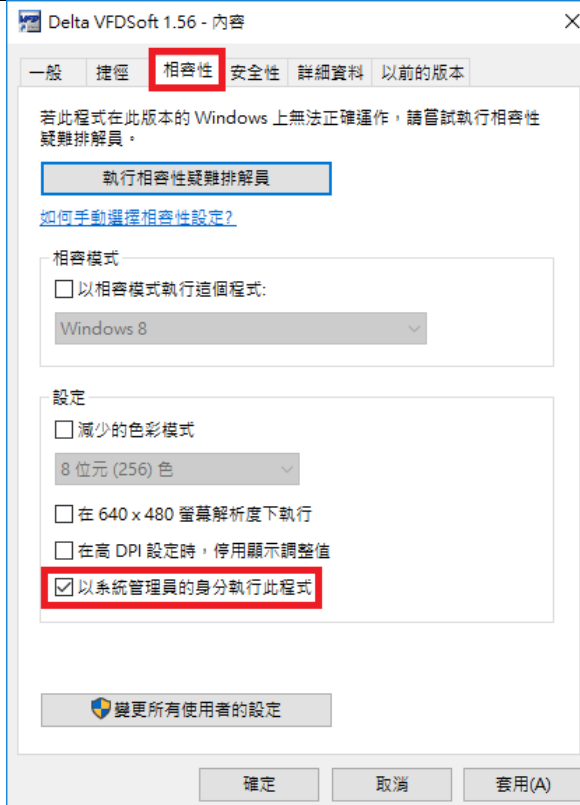 Delta VFDSoft 1.56 - 內容
一般 捷徑 相容性 安全性 詳細資料 以前的版本
若此程式在此版本的 Windows 上無法正確運作，請嘗試執行相容性
疑難排解員。
執行相容性疑難排解員
如何手動選擇相容性設定?
相容模式
以相容模式執行這個程式:
Windows 8
設定
減少的色彩模式
8 位元 (256) 色
在 640 x 480 螢幕解析度下執行
在高 DPI 設定時，停用顯示調整值
以系統管理員的身分執行此程式
變更所有使用者的設定
確定 取消 套用(A)